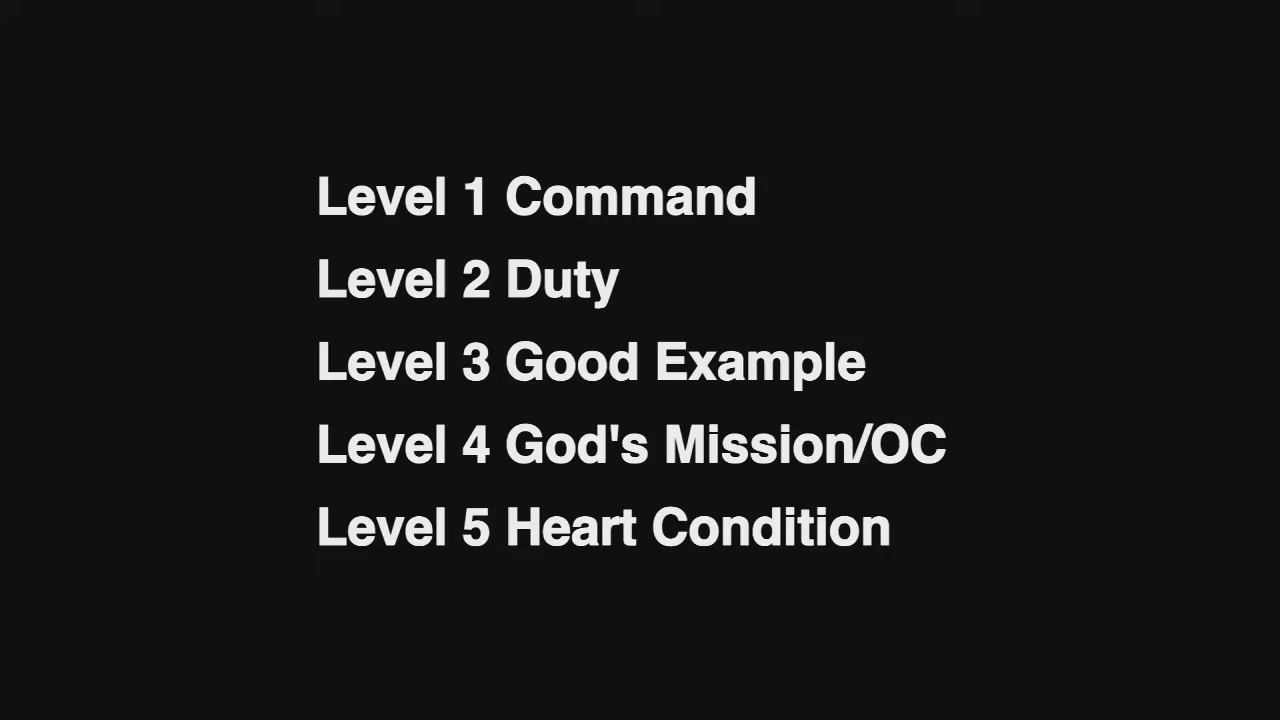 Level 1 Command
Level 2 Duty
Level 3 Good Example
Level 4 God's Mission/OC
Level 5 Heart Condition